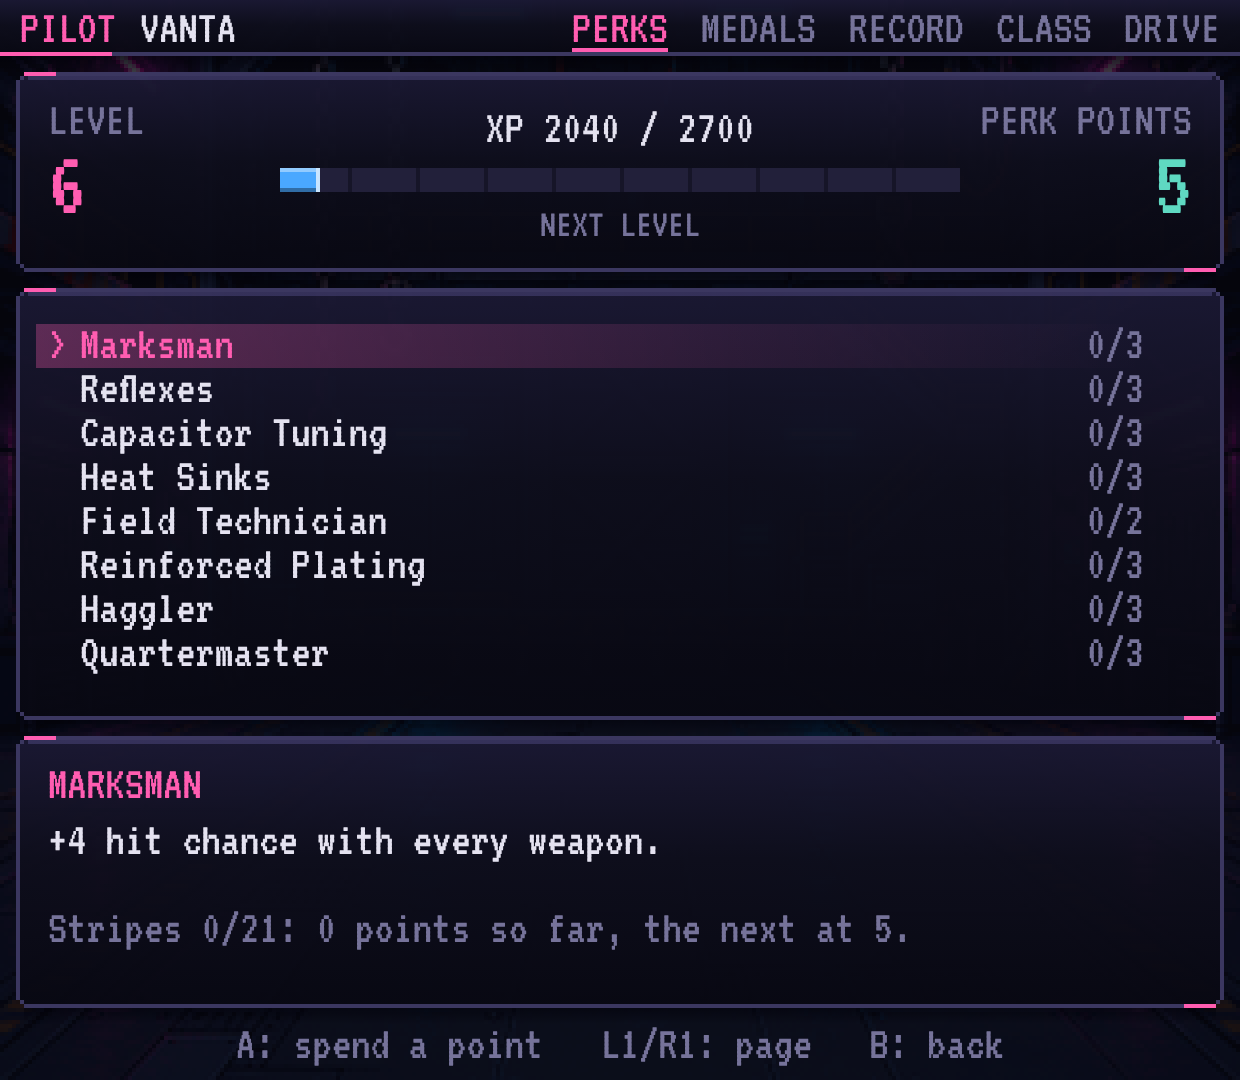 PILOT VANTA PERKS MEDALS RECORD CLASS DRIVE
LEVEL XP 2040 / 2700 PERK POINTS
6 5
NEXT LEVEL
> Marksman 0/3
Reflexes 0/3
Capacitor Tuning 0/3
Heat Sinks 0/3
Field Technician 0/2
Reinforced Plating 0/3
Haggler 0/3
Quartermaster 0/3
MARKSMAN
+4 hit chance with every weapon.
Stripes 0/21: 0 points so far, the next at 5.
A: spend a point L1/R1: page B: back